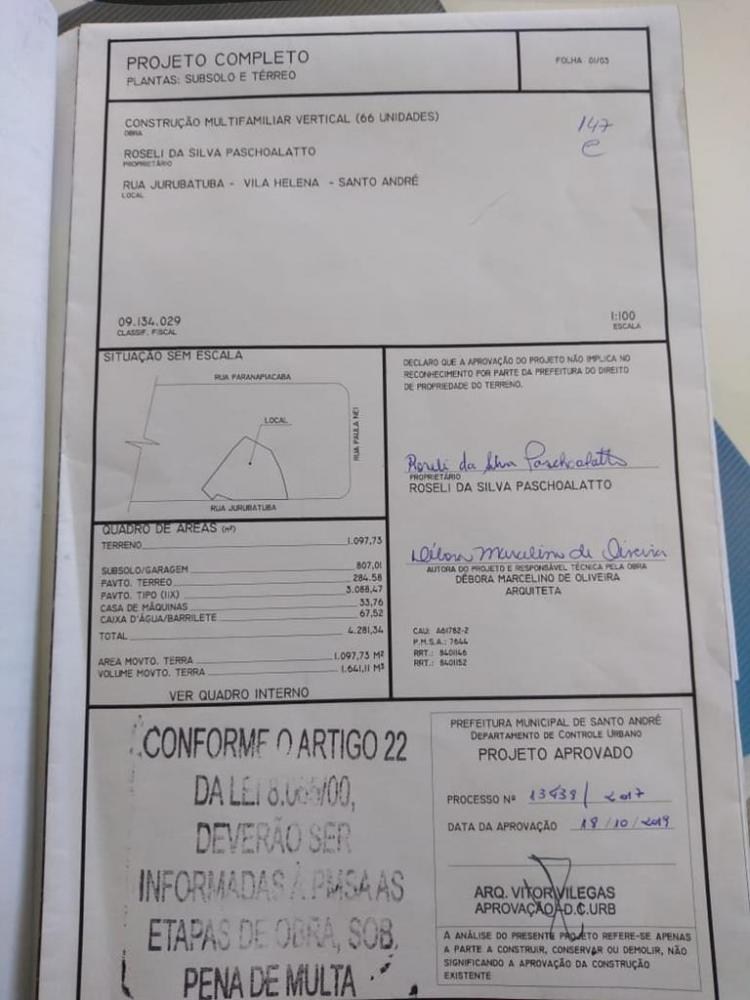 PROJETO COMPLETO
PLANTAS: SUBSOLO E TÉRREO
FOLHA 01/03
CONSTRUÇÃO MULTIFAMILIAR VERTICAL (66 UNIDADES)
OBRA
147
e
ROSELI DA SILVA PASCHOALATTO
PROPRIETÁRIO
RUA JURUBATUBA - VILA HELENA - SANTO ANDRÉ
LOCAL
09.134.029
CLASSIF. FISCAL
1:100
ESCALA
SITUAÇÃO SEM ESCALA
RUA PARANAPIACABA
LOCAL
RUA PAULA NEI
RUA JURUBATUBA
QUADRO DE ÁREAS (m²)
TERRENO 1.097,73
SUBSOLO/GARAGEM 807,01
PAVTO. TERREO 284,58
PAVTO. TIPO (11X) 3.088,47
CASA DE MÁQUINAS 33,76
CAIXA D'ÁGUA/BARRILETE 67,52
TOTAL 4.281,34
AREA MOVTO. TERRA 1.097,73 M²
VOLUME MOVTO. TERRA 1.641,11 M³
VER QUADRO INTERNO
DECLARO QUE A APROVAÇÃO DO PROJETO NÃO IMPLICA NO
RECONHECIMENTO POR PARTE DA PREFEITURA DO DIREITO
DE PROPRIEDADE DO TERRENO.
Roseli da Silva Paschoalatto
PROPRIETÁRIO
ROSELI DA SILVA PASCHOALATTO
Débora Marcelino de Oliveira
AUTORA DO PROJETO E RESPONSÁVEL TÉCNICA PELA OBRA
DÉBORA MARCELINO DE OLIVEIRA
ARQUITETA
CAU: A61782-2
P.M.S.A.: 7644
RRT.: 8401146
RRT.: 8401152
CONFORME O ARTIGO 22
DA LEI 8.065/00,
DEVERÃO SER
INFORMADAS À PMSA AS
ETAPAS DE OBRA, SOB.
PENA DE MULTA
PREFEITURA MUNICIPAL DE SANTO ANDRÉ
DEPARTAMENTO DE CONTROLE URBANO
PROJETO APROVADO
PROCESSO Nº 13438/2017
DATA DA APROVAÇÃO 18/10/2019
ARQ. VITOR VILEGAS
APROVAÇÃO D.C.URB
A ANÁLISE DO PRESENTE PROJETO REFERE-SE APENAS
A PARTE A CONSTRUIR, CONSERVAR OU DEMOLIR, NÃO
SIGNIFICANDO A APROVAÇÃO DA CONSTRUÇÃO
EXISTENTE